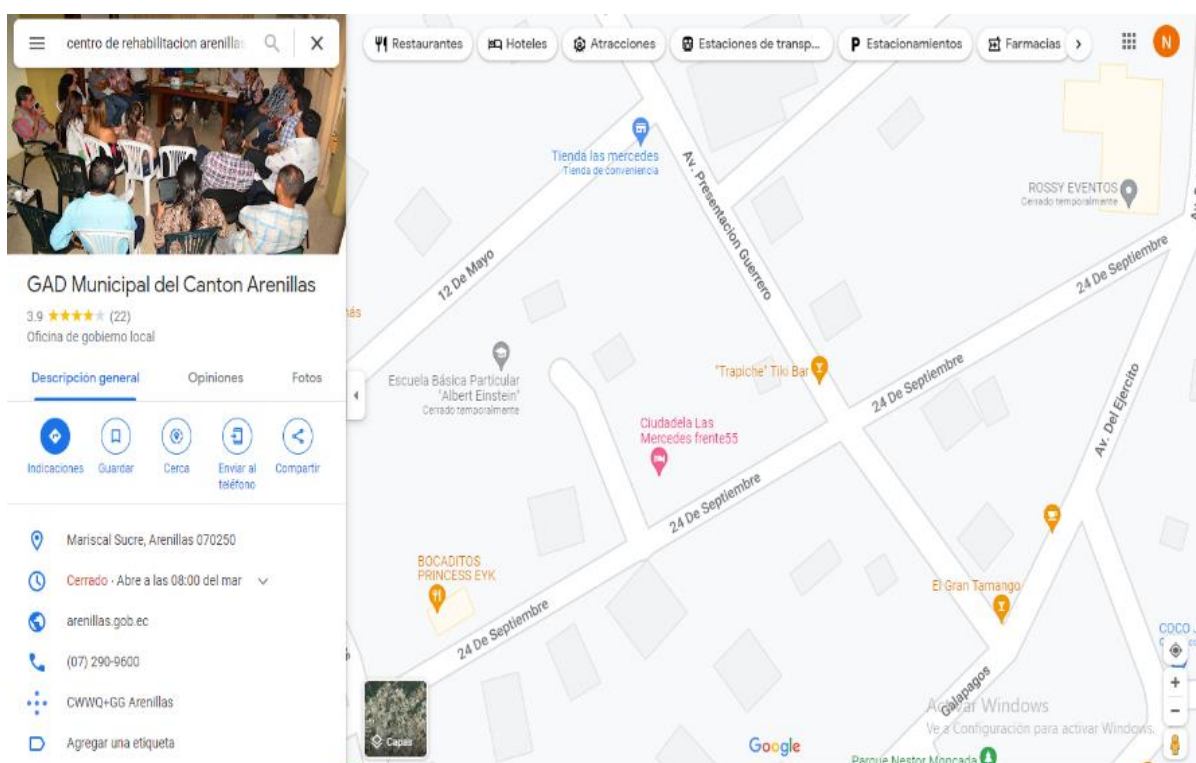 centro de rehabilitacion arenillas
Restaurantes
Hoteles
Atracciones
Estaciones de transp...
Estacionamientos
Farmacias
N
GAD Municipal del Canton Arenillas
3.9 (22)
Oficina de gobierno local
Descripción general
Opiniones
Fotos
Indicaciones
Guardar
Cerca
Enviar al
teléfono
Compartir
Mariscal Sucre, Arenillas 070250
Cerrado · Abre a las 08:00 del mar
arenillas.gob.ec
(07) 290-9600
CWWQ+GG Arenillas
Agregar una etiqueta
Tienda las mercedes
Tienda de conveniencia
Av. Presentacion Guerrero
ROSSY EVENTOS
Cerrado temporalmente
12 De Mayo
24 De Septiembre
Escuela Básica Particular
"Albert Einstein"
Cerrado temporalmente
"Trapiche" Tiki Bar
24 De Septiembre
Av. Del Ejercito
Ciudadela Las
Mercedes frente55
24 De Septiembre
BOCADITOS
PRINCESS EYK
El Gran Tamango
24 De Septiembre
COCO
Galapagos
Activar Windows
Ve a Configuración para activar Windows.
Capas
Google
Parque Nestor Moncada